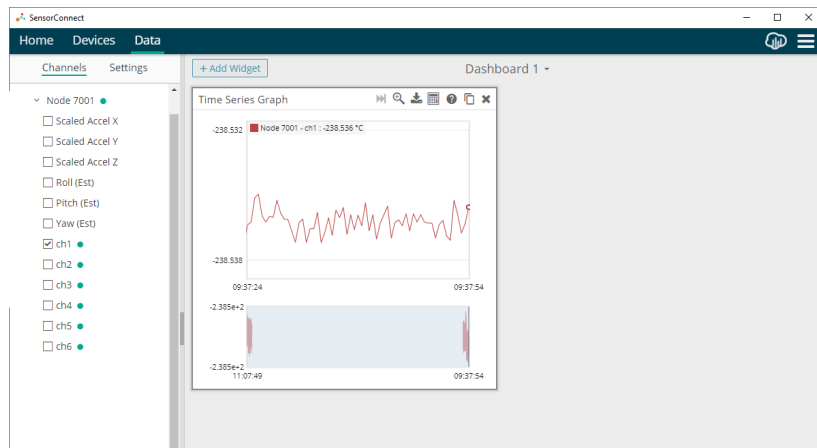 SensorConnect
Home Devices Data
Channels Settings
+ Add Widget
Dashboard 1
Node 7001
Scaled Accel X
Scaled Accel Y
Scaled Accel Z
Roll (Est)
Pitch (Est)
Yaw (Est)
ch1
ch2
ch3
ch4
ch5
ch6
Time Series Graph
-238.532
Node 7001 - ch1 : -238.536 °C
-238.538
09:37:24 09:37:54
-2.385e+2
-2.385e+2
11:07:49 09:37:54